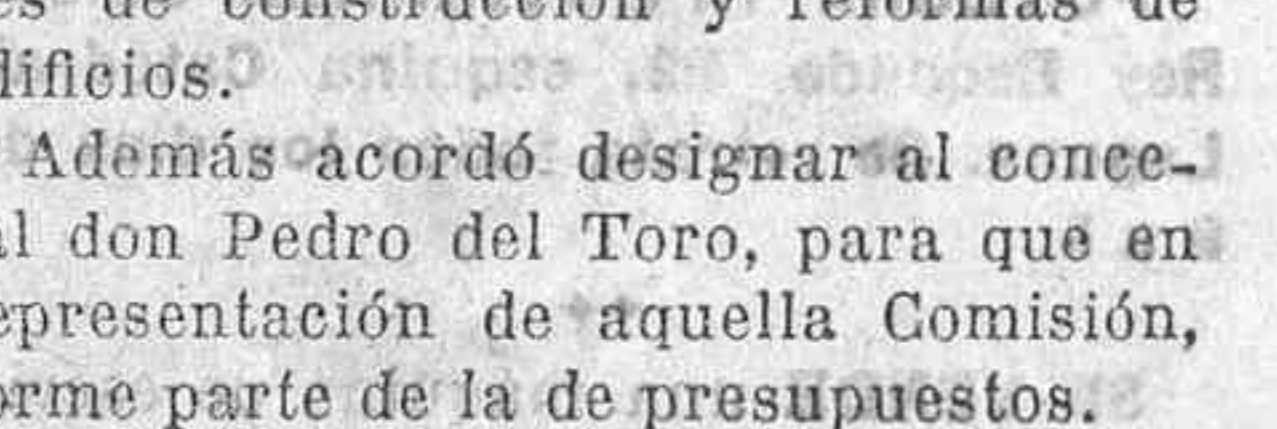 es de construcción y reformas de
dificios.
Además acordó designar al conce-
al don Pedro del Toro, para que en
epresentación de aquella Comisión,
orme parte de la de presupuestos.